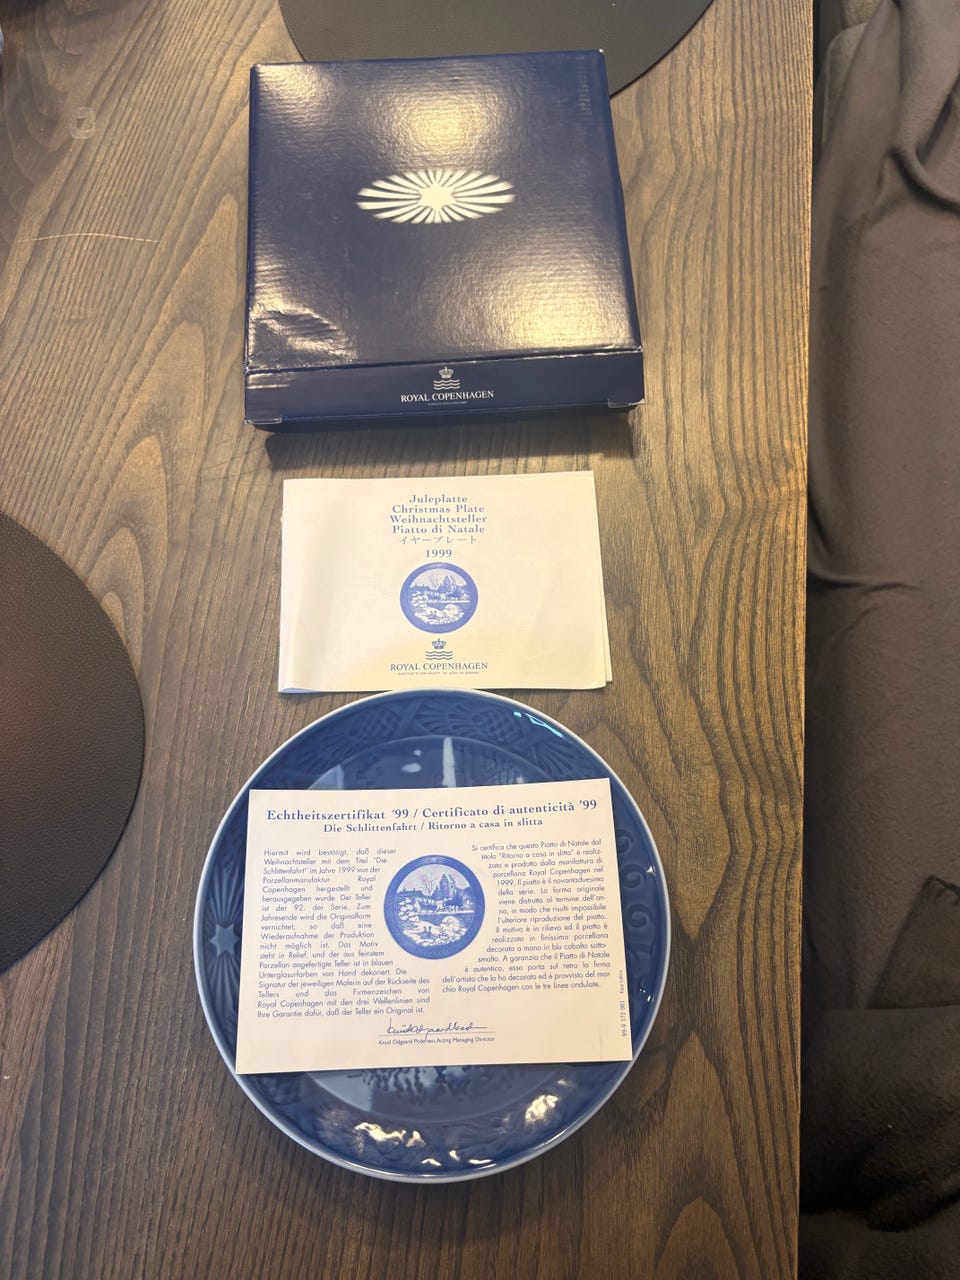 ROYAL COPENHAGEN
Juleplatte
Christmas Plate
Weihnachtsteller
Piatto di Natale
イヤープレート
1999
ROYAL COPENHAGEN
Echtheitszertifikat '99 / Certificato di autenticità '99
Die Schlittenfahrt / Ritorno a casa in slitta
Hiermit wird bestätigt, daß dieser
Weihnachtsteller mit dem Titel "Die
Schlittenfahrt" im Jahre 1999 von der
Porzellanmanufaktur Royal
Copenhagen hergestellt und
herausgegeben wurde. Der Teller
ist der 92. der Serie. Zum
Jahresende wird die Originalform
vernichtet, so daß eine
Wiederaufnahme der Produktion
nicht möglich ist. Das Motiv
steht in Relief, und der aus feinstem
Porzellan angefertigte Teller ist in blauen
Unterglasurfarben von Hand dekoriert. Die
Signatur der jeweiligen Malerin auf der Rückseite des
Tellers und das Firmenzeichen von
Royal Copenhagen mit den drei Wellenlinien sind
Ihre Garantie dafür, daß der Teller ein Original ist.
Si certifica che questo Piatto di Natale dal
titolo "Ritorno a casa in slitta" è realiz-
zato e prodotto dalla manifattura di
porcellana Royal Copenhagen nel
1999. Il piatto è il novantaduesimo
della serie. La forma originale
viene distrutta al termine dell'an-
no, in modo che risulti impossibile
l'ulteriore riproduzione del piatto.
Il motivo è in rilievo ed il piatto è
realizzato in finissima porcellana
decorata a mano in blu cobalto sotto-
smalto. A garanzia che il Piatto di Natale
è autentico, esso porta sul retro la firma
dell'artista che lo ha decorato ed è provvisto del mar-
chio Royal Copenhagen con le tre linee ondulate.
Knud Odgaard Pedersen, Acting Managing Director
99-9 172 061